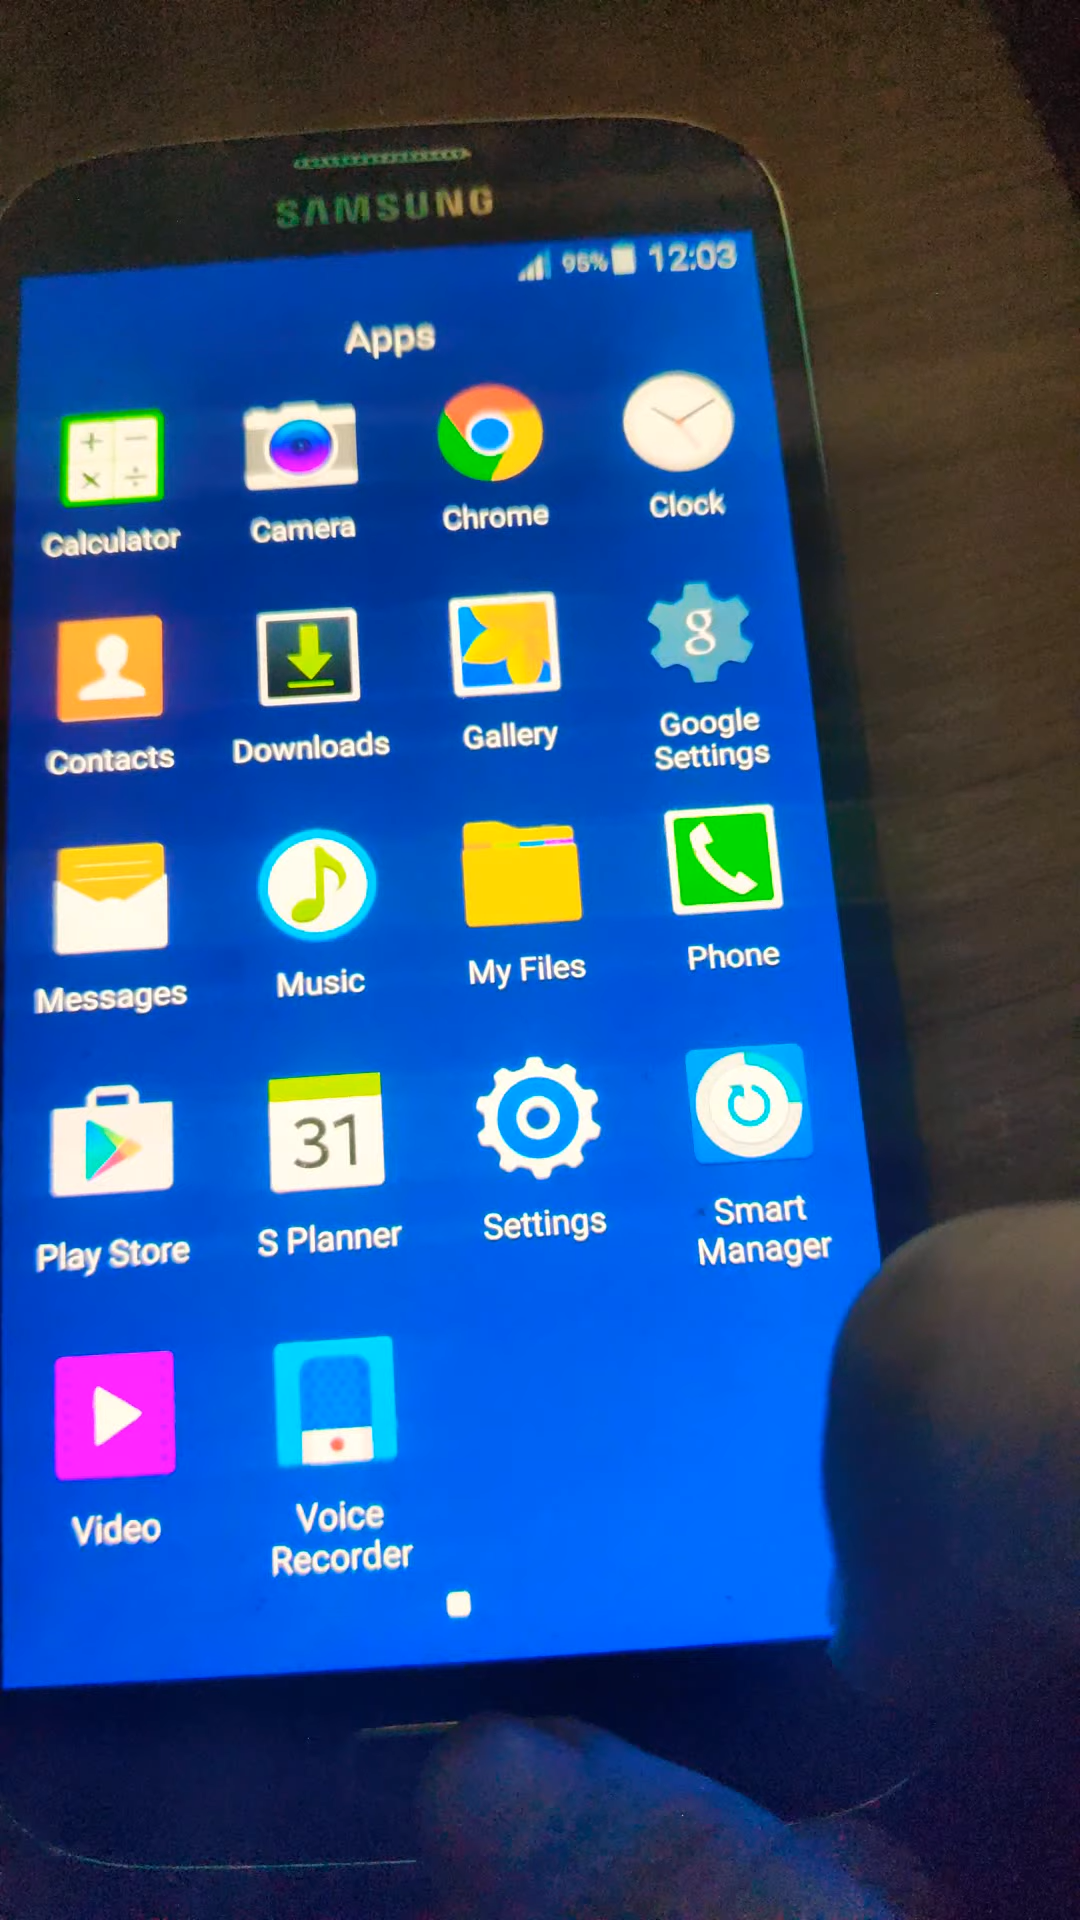 SAMSUNG
95% 12:03
Apps
Calculator Camera Chrome Clock
Contacts Downloads Gallery Google
Settings
g
Messages Music My Files Phone
31
Play Store S Planner Settings Smart
Manager
Video Voice
Recorder